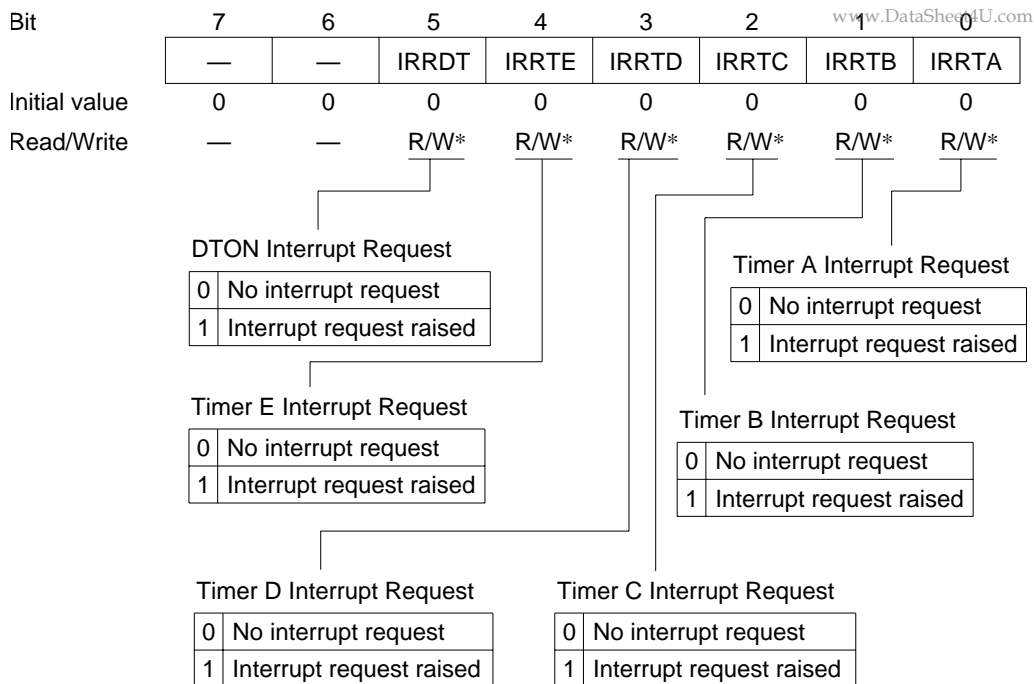 www.DataSheet4U.com
Bit 7 6 5 4 3 2 1 0
— — IRRDT IRRTE IRRTD IRRTC IRRTB IRRTA
Initial value 0 0 0 0 0 0 0 0
Read/Write — — R/W* R/W* R/W* R/W* R/W* R/W*
DTON Interrupt Request
0 No interrupt request
1 Interrupt request raised
Timer A Interrupt Request
0 No interrupt request
1 Interrupt request raised
Timer E Interrupt Request
0 No interrupt request
1 Interrupt request raised
Timer B Interrupt Request
0 No interrupt request
1 Interrupt request raised
Timer D Interrupt Request
0 No interrupt request
1 Interrupt request raised
Timer C Interrupt Request
0 No interrupt request
1 Interrupt request raised